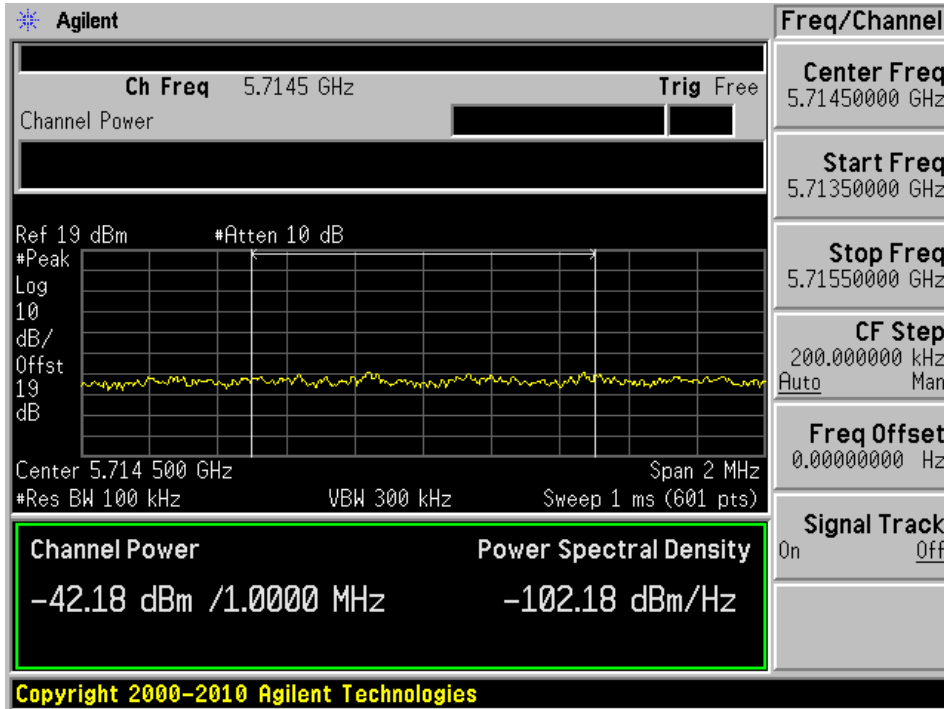 Agilent
Freq/Channel
Ch Freq 5.7145 GHz Trig Free
Channel Power
Center Freq
5.71450000 GHz
Start Freq
5.71350000 GHz
Stop Freq
5.71550000 GHz
CF Step
200.000000 kHz
Auto Man
Freq Offset
0.00000000 Hz
Signal Track
On Off
Ref 19 dBm #Atten 10 dB
#Peak
Log
10
dB/
Offst
19
dB
Center 5.714 500 GHz Span 2 MHz
#Res BW 100 kHz VBW 300 kHz Sweep 1 ms (601 pts)
Channel Power Power Spectral Density
-42.18 dBm /1.0000 MHz -102.18 dBm/Hz
Copyright 2000-2010 Agilent Technologies